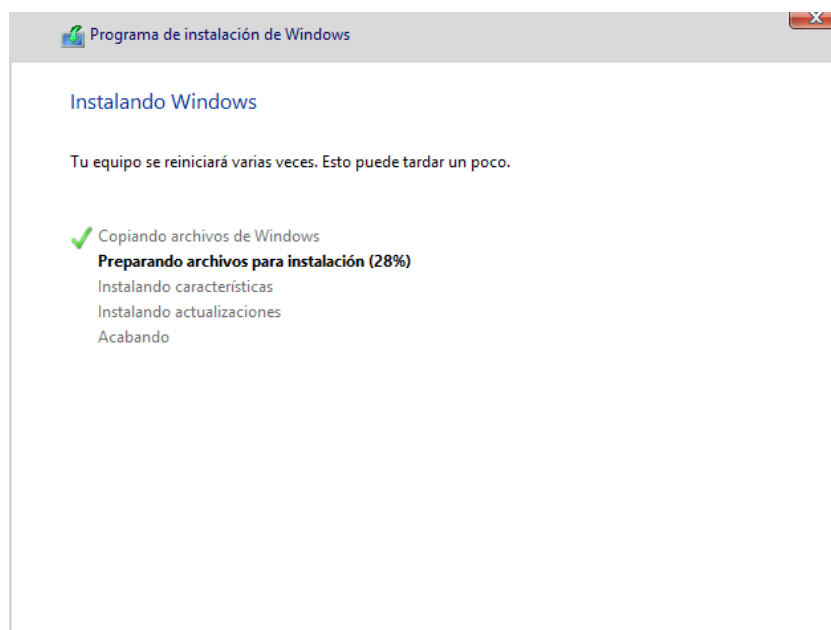 Programa de instalación de Windows
Instalando Windows
Tu equipo se reiniciará varias veces. Esto puede tardar un poco.
Copiando archivos de Windows
Preparando archivos para instalación (28%)
Instalando características
Instalando actualizaciones
Acabando